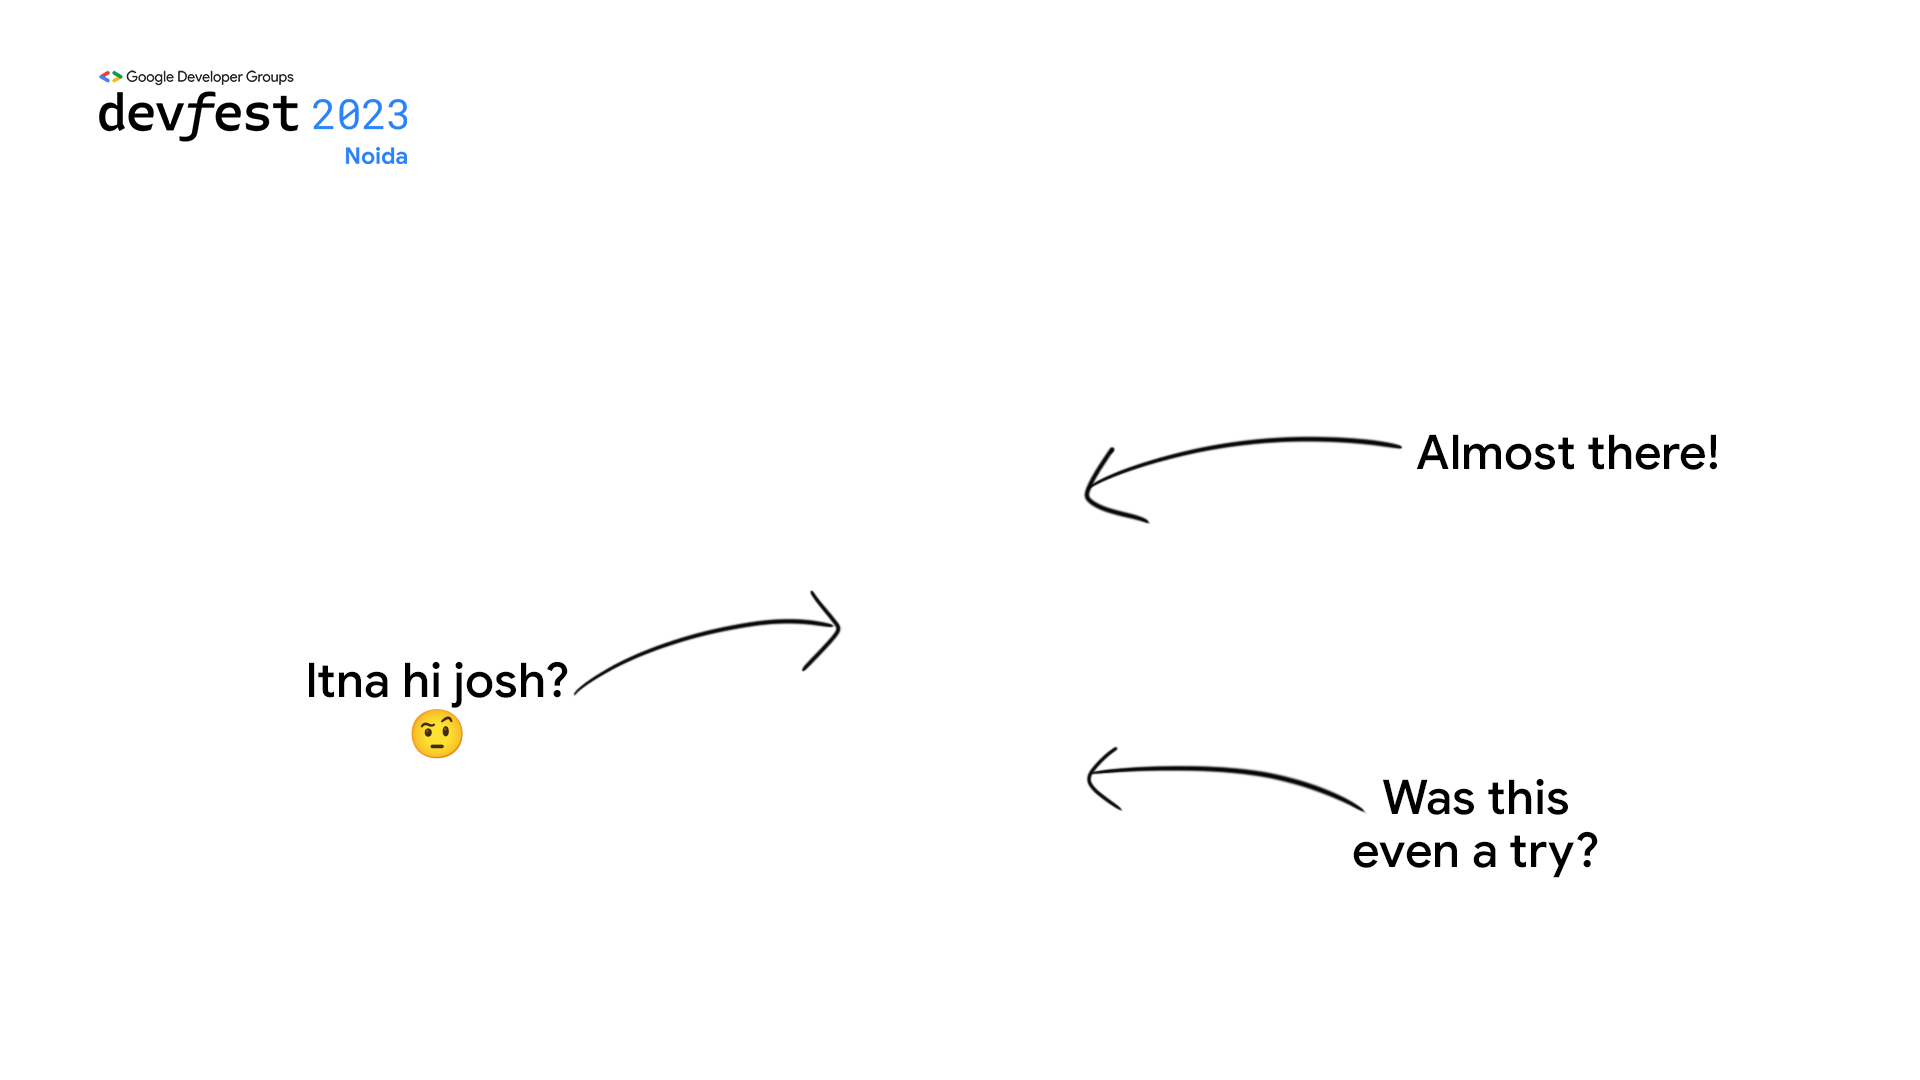 Google Developer Groups
devfest 2023
Noida
Almost there!
Itna hi josh?
Was this
even a try?